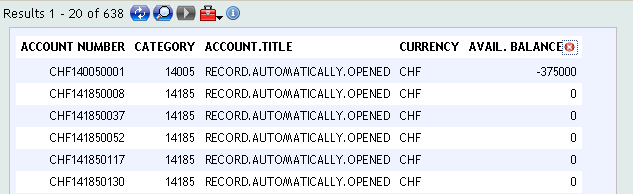 Results 1 - 20 of 638
ACCOUNT NUMBER CATEGORY ACCOUNT.TITLE CURRENCY AVAIL. BALANCE
CHF140050001 14005 RECORD.AUTOMATICALLY.OPENED CHF -375000
CHF141850008 14185 RECORD.AUTOMATICALLY.OPENED CHF 0
CHF141850037 14185 RECORD.AUTOMATICALLY.OPENED CHF 0
CHF141850052 14185 RECORD.AUTOMATICALLY.OPENED CHF 0
CHF141850117 14185 RECORD.AUTOMATICALLY.OPENED CHF 0
CHF141850130 14185 RECORD.AUTOMATICALLY.OPENED CHF 0